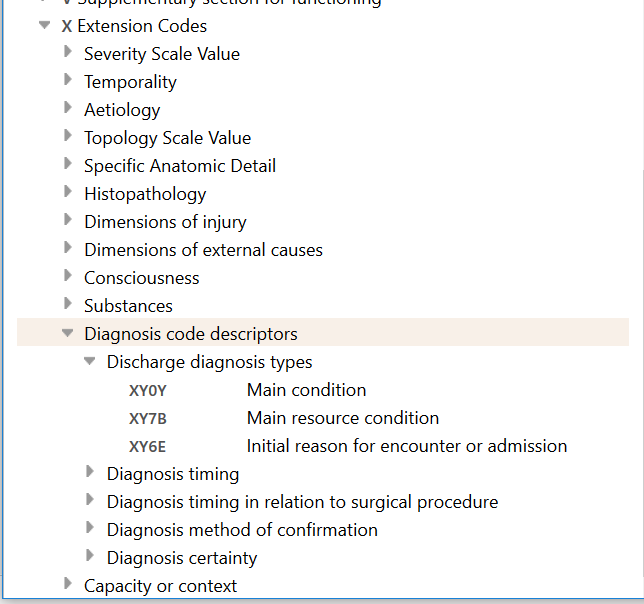 V Supplementary section for functioning
X Extension Codes
Severity Scale Value
Temporality
Aetiology
Topology Scale Value
Specific Anatomic Detail
Histopathology
Dimensions of injury
Dimensions of external causes
Consciousness
Substances
Diagnosis code descriptors
Discharge diagnosis types
XY0Y Main condition
XY7B Main resource condition
XY6E Initial reason for encounter or admission
Diagnosis timing
Diagnosis timing in relation to surgical procedure
Diagnosis method of confirmation
Diagnosis certainty
Capacity or context